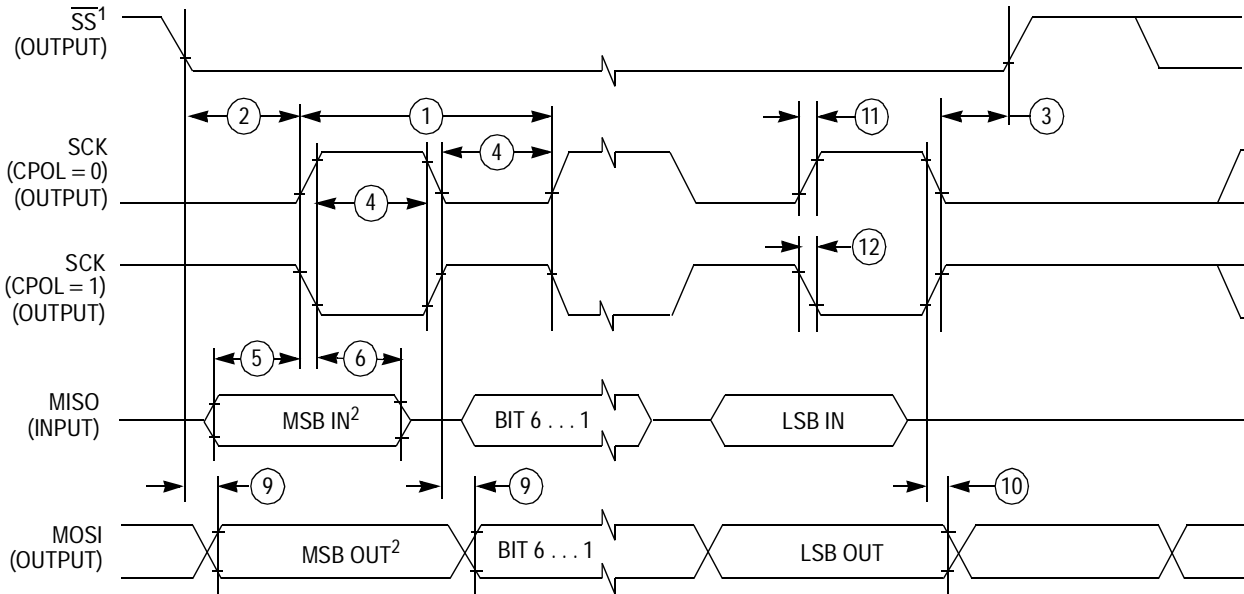 SS¹
(OUTPUT)
2
1
11
3
SCK
(CPOL = 0)
(OUTPUT)
4
4
12
SCK
(CPOL = 1)
(OUTPUT)
5
6
MISO
(INPUT)
MSB IN²
BIT 6 . . . 1
LSB IN
9
9
10
MOSI
(OUTPUT)
MSB OUT²
BIT 6 . . . 1
LSB OUT